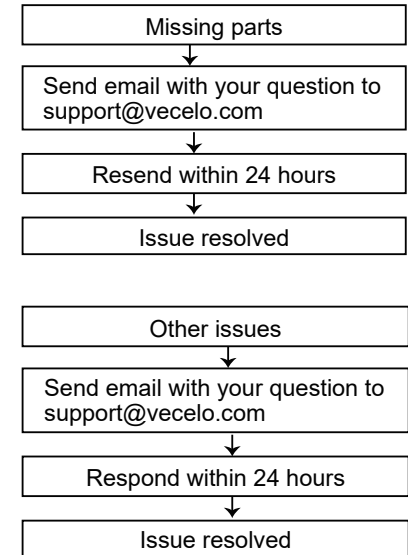 Missing parts
Send email with your question to
support@vecelo.com
Resend within 24 hours
Issue resolved
Other issues
Send email with your question to
support@vecelo.com
Respond within 24 hours
Issue resolved